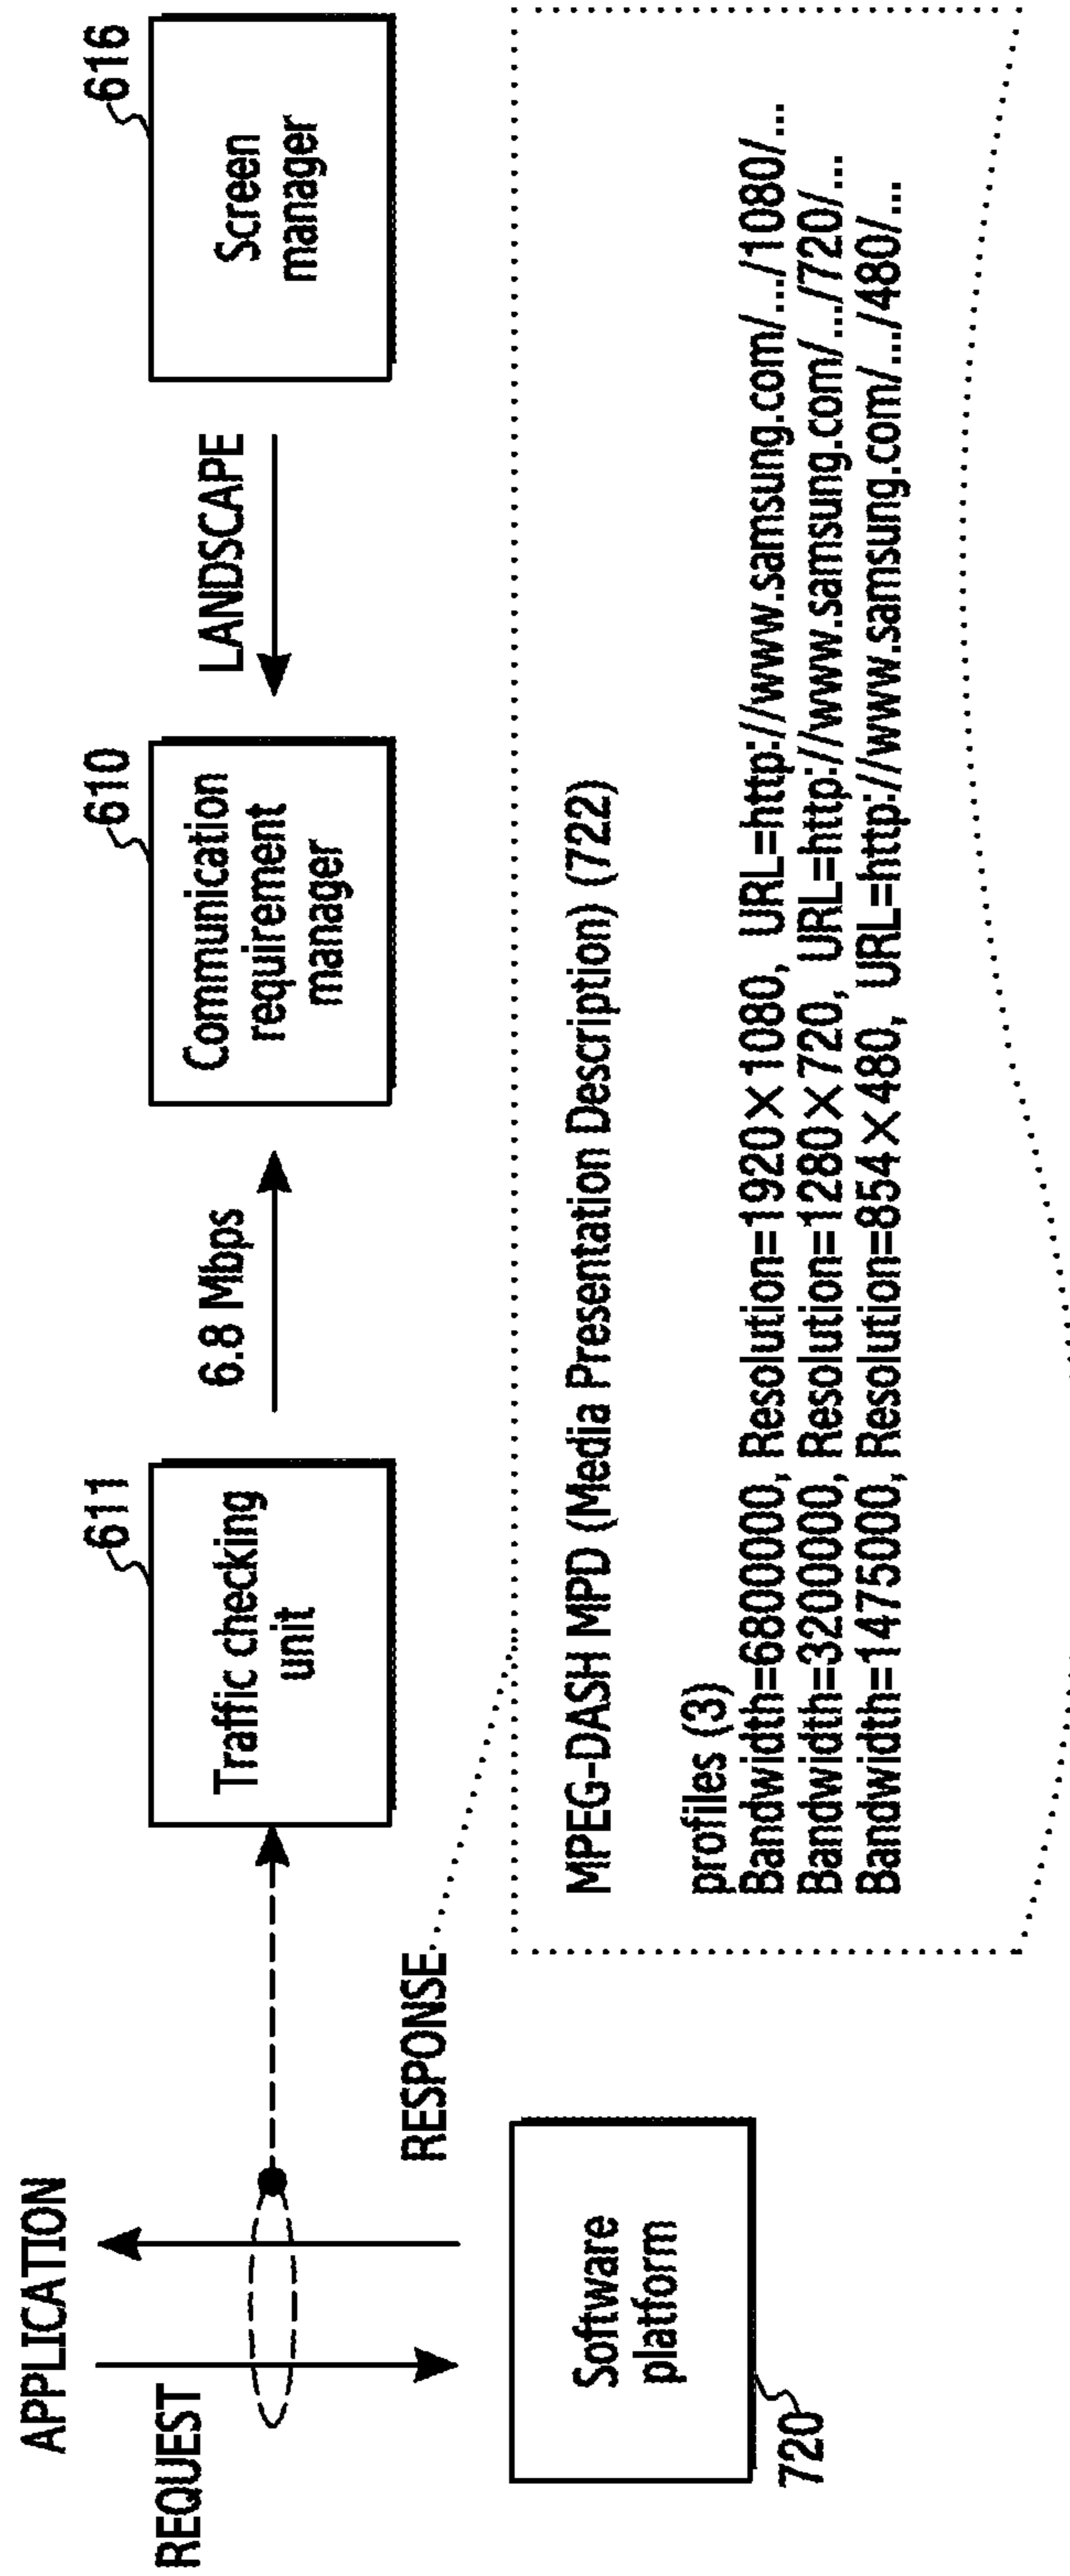 APPLICATION
REQUEST
RESPONSE
Software
platform
720
611
Traffic checking
unit
6.8 Mbps
610
Communication
requirement
manager
LANDSCAPE
616
Screen
manager
MPEG-DASH MPD (Media Presentation Description) (722)
profiles (3)
Bandwidth=6800000, Resolution=1920×1080, URL=http://www.samsung.com/.../1080/...
Bandwidth=3200000, Resolution=1280×720, URL=http://www.samsung.com/.../720/...
Bandwidth=1475000, Resolution=854×480, URL=http://www.samsung.com/.../480/...